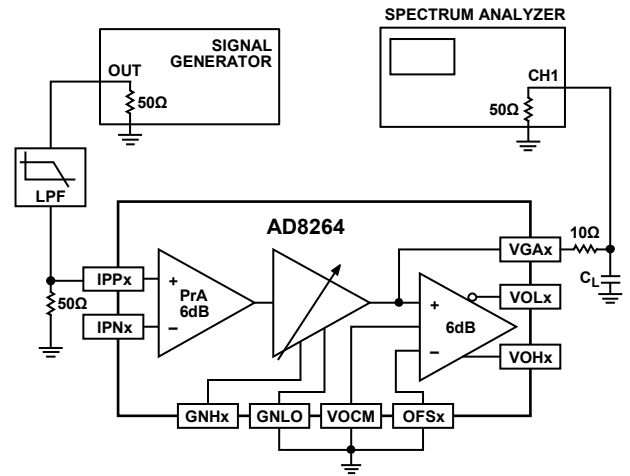 SPECTRUM ANALYZER
SIGNAL
GENERATOR
OUT
50Ω
CH1
50Ω
LPF
AD8264
10Ω
VGAx
CL
IPPx
+
PrA
6dB
–
50Ω
IPNx
+
6dB
–
VOLx
VOHx
GNHx
GNLO
VOCM
OFSx